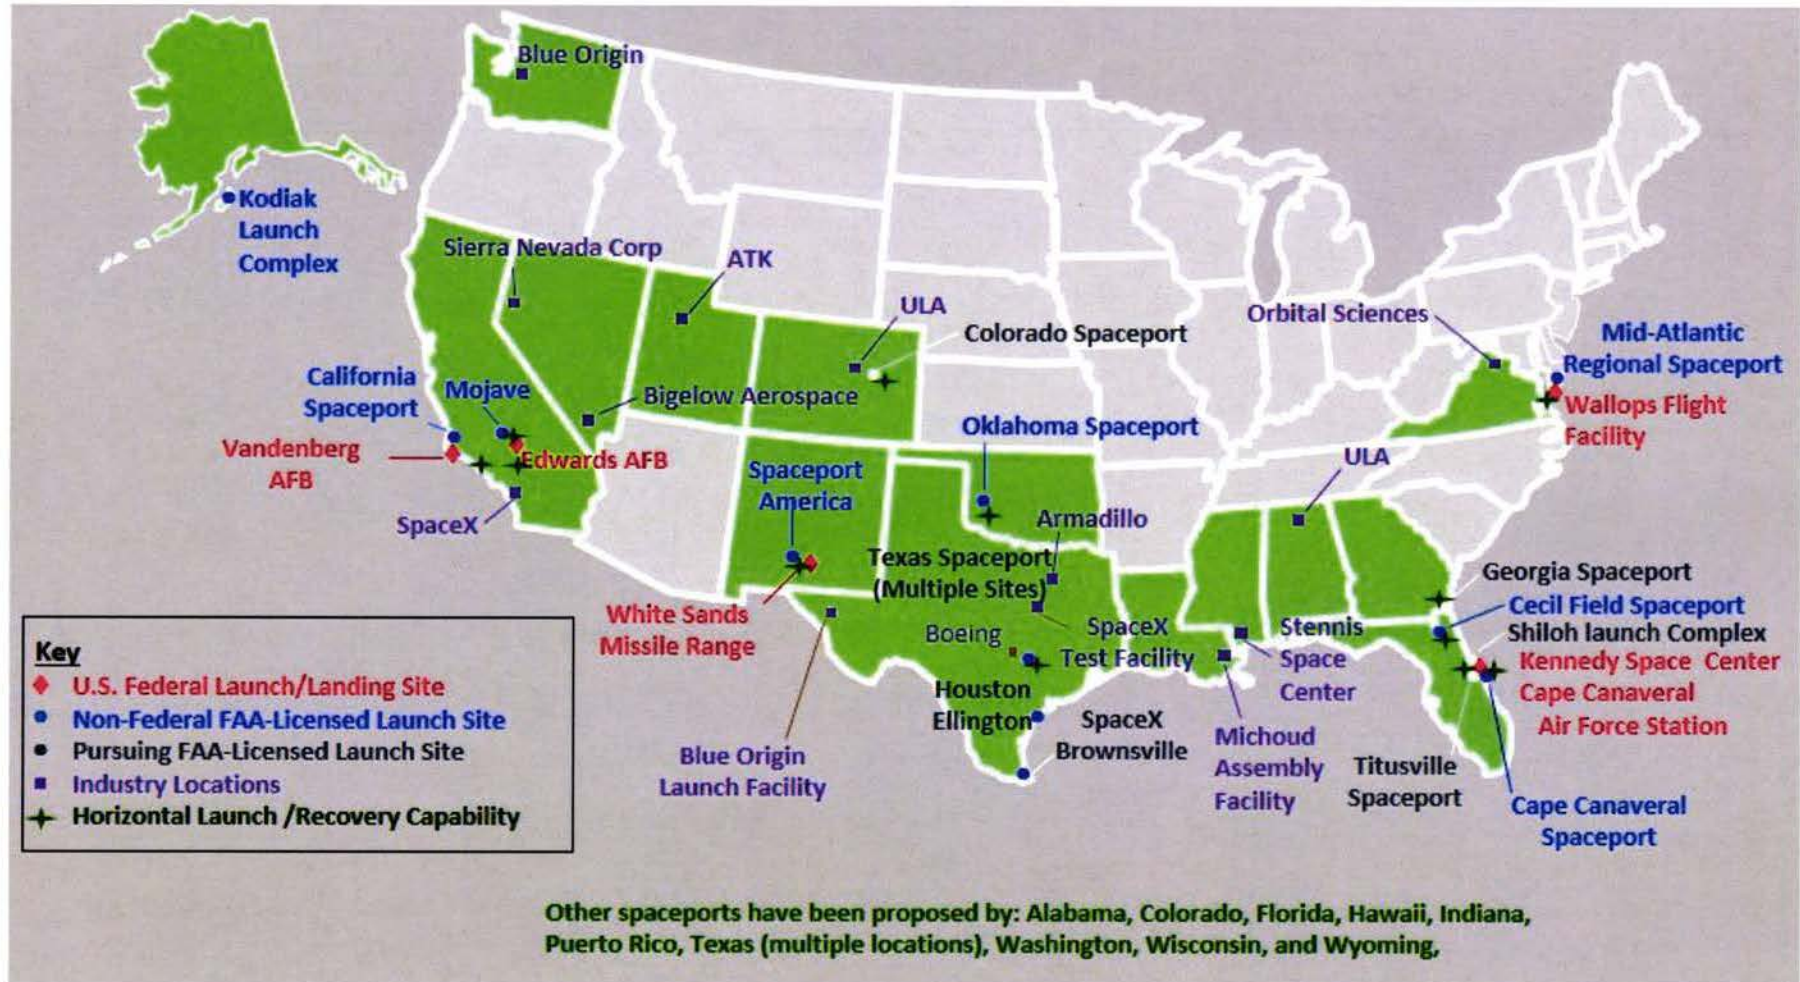 Blue Origin
Kodiak
Launch
Complex
Sierra Nevada Corp
ATK
ULA
Colorado Spaceport
Orbital Sciences
Mid-Atlantic
Regional Spaceport
Wallops Flight
Facility
California
Spaceport
Mojave
Bigelow Aerospace
Vandenberg
AFB
Edwards AFB
SpaceX
Oklahoma Spaceport
Spaceport
America
ULA
Armadillo
Texas Spaceport
(Multiple Sites)
White Sands
Missile Range
Boeing
SpaceX
Test Facility
Stennis
Space
Center
Georgia Spaceport
Cecil Field Spaceport
Shiloh launch Complex
Kennedy Space Center
Cape Canaveral
Air Force Station
Houston
Ellington
SpaceX
Brownsville
Michoud
Assembly
Facility
Titusville
Spaceport
Cape Canaveral
Spaceport
Blue Origin
Launch Facility
Key
U.S. Federal Launch/Landing Site
Non-Federal FAA-Licensed Launch Site
Pursuing FAA-Licensed Launch Site
Industry Locations
Horizontal Launch /Recovery Capability
Other spaceports have been proposed by: Alabama, Colorado, Florida, Hawaii, Indiana,
Puerto Rico, Texas (multiple locations), Washington, Wisconsin, and Wyoming,